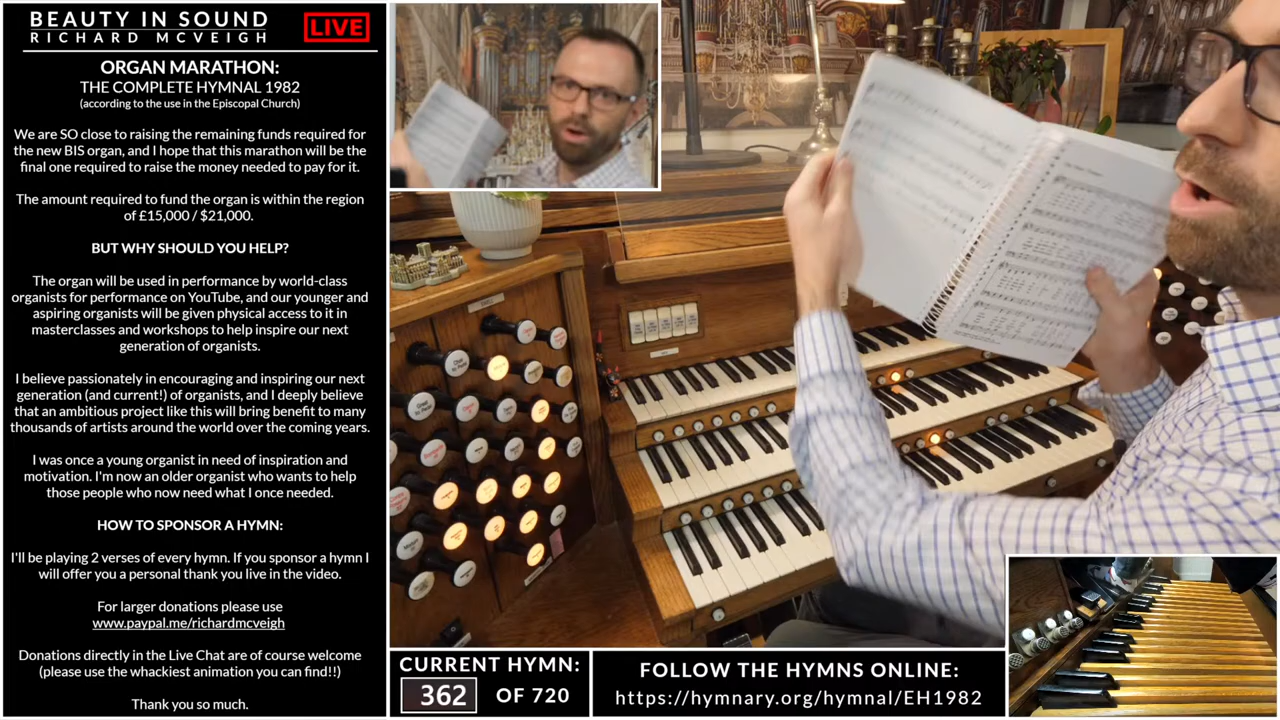 BEAUTY IN SOUND
RICHARD MCVEIGH
LIVE
ORGAN MARATHON:
THE COMPLETE HYMNAL 1982
(according to the use in the Episcopal Church)
We are SO close to raising the remaining funds required for
the new BIS organ, and I hope that this marathon will be the
final one required to raise the money needed to pay for it.
The amount required to fund the organ is within the region
of £15,000 / $21,000.
BUT WHY SHOULD YOU HELP?
The organ will be used in performance by world-class
organists for performance on YouTube, and our younger and
aspiring organists will be given physical access to it in
masterclasses and workshops to help inspire our next
generation of organists.
I believe passionately in encouraging and inspiring our next
generation (and current!) of organists, and I deeply believe
that an ambitious project like this will bring benefit to many
thousands of artists around the world over the coming years.
I was once a young organist in need of inspiration and
motivation. I'm now an older organist who wants to help
those people who now need what I once needed.
HOW TO SPONSOR A HYMN:
I'll be playing 2 verses of every hymn. If you sponsor a hymn I
will offer you a personal thank you live in the video.
For larger donations please use
www.paypal.me/richardmcveigh
Donations directly in the Live Chat are of course welcome
(please use the whackiest animation you can find!!)
Thank you so much.
CURRENT HYMN:
362 OF 720
FOLLOW THE HYMNS ONLINE:
https://hymnary.org/hymnal/EH1982